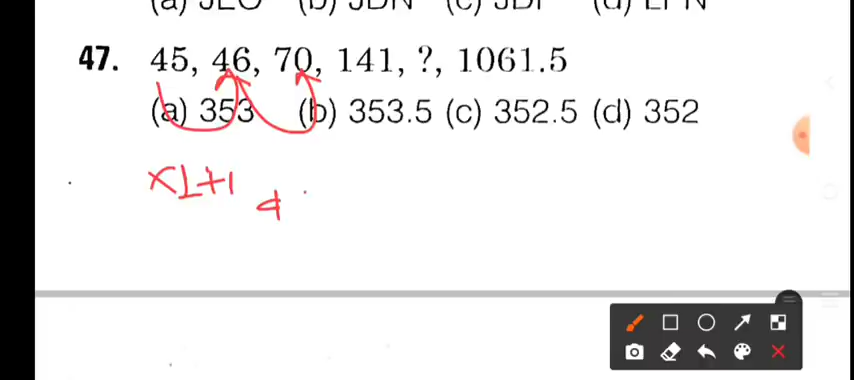 47. 45, 46, 70, 141, ?, 1061.5
(a) 353 (b) 353.5 (c) 352.5 (d) 352
×1+1